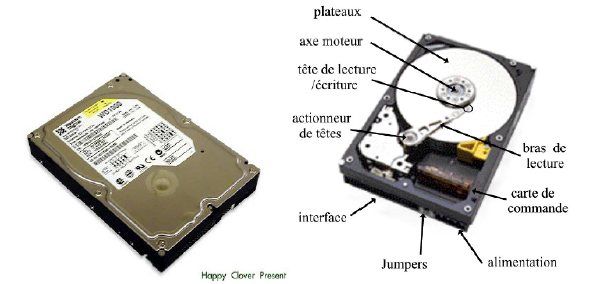 plateaux
axe moteur
tête de lecture
/écriture
actionneur
de têtes
bras de
lecture
carte de
commande
interface
Jumpers
alimentation
WD1000
Happy Clover Present